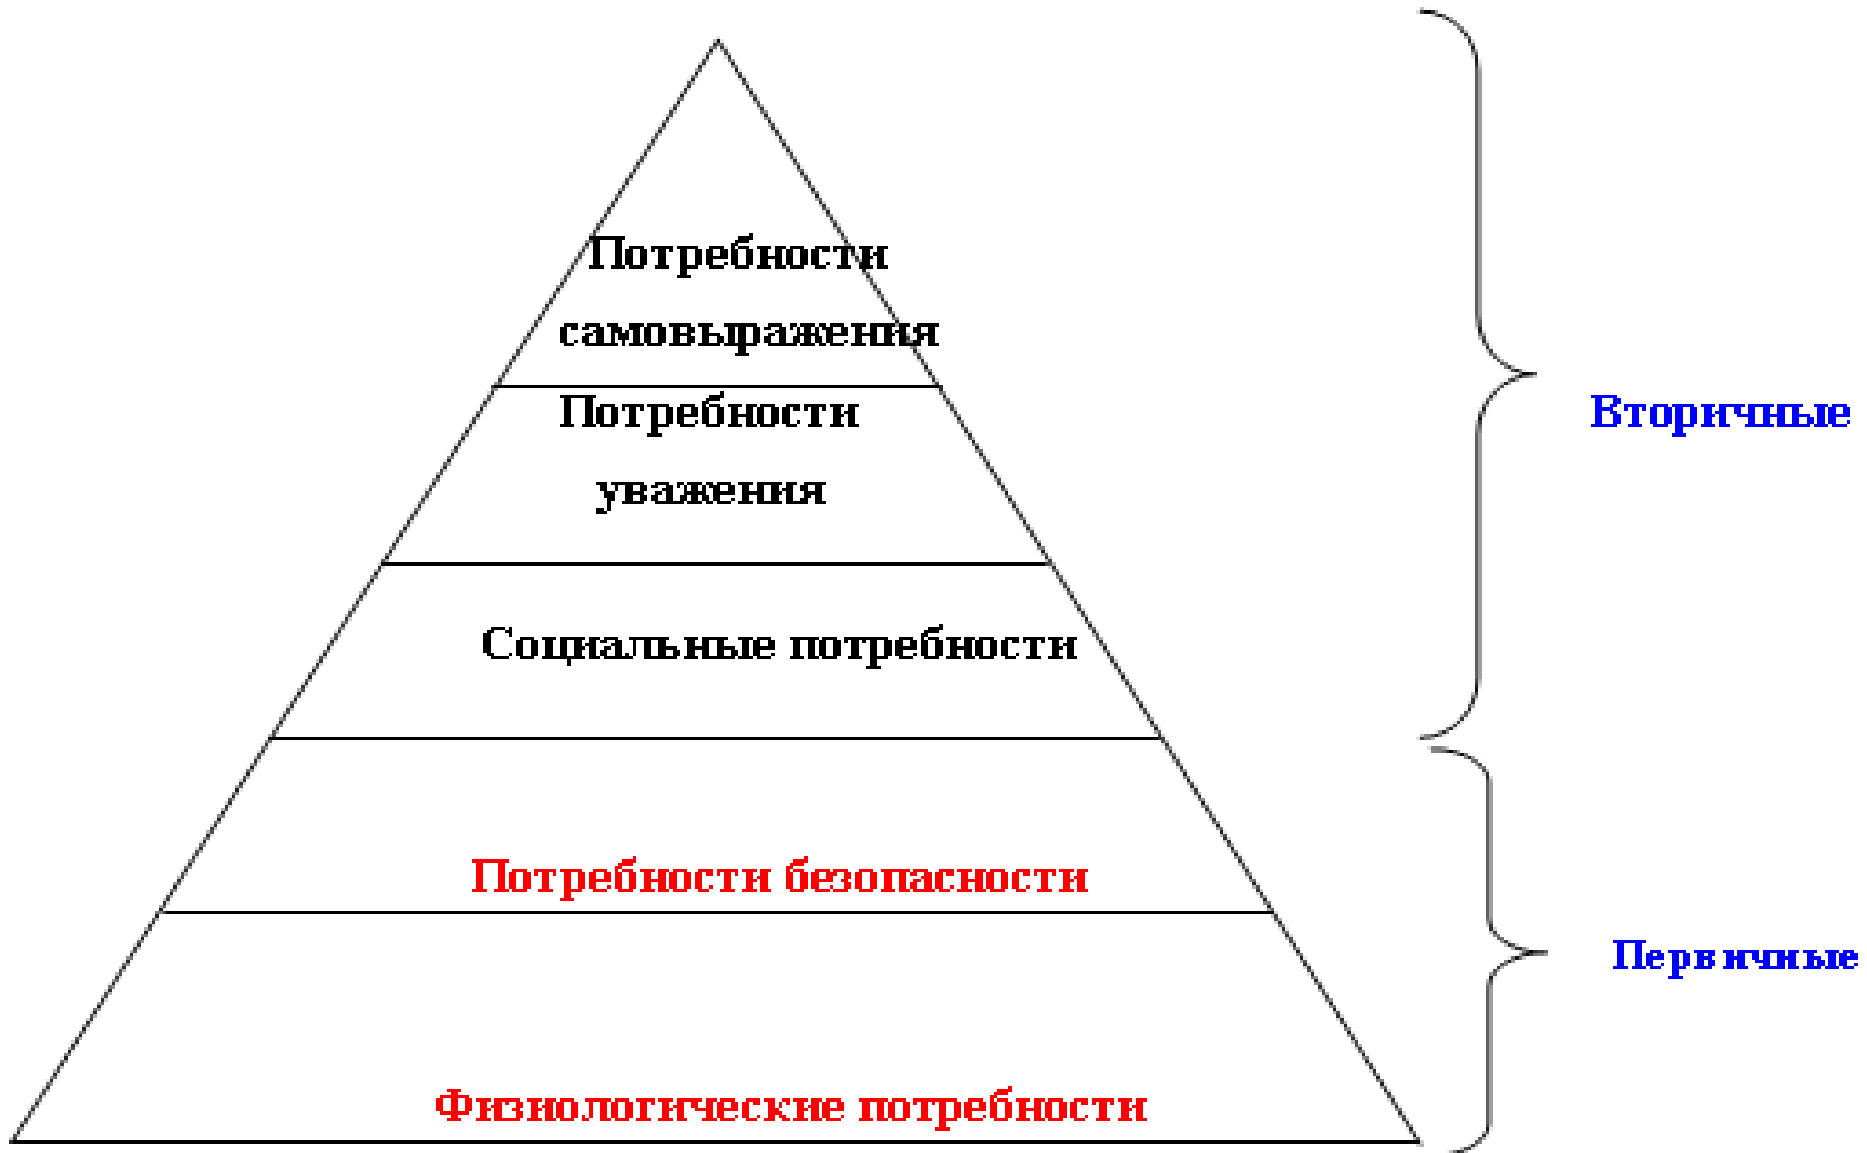 Потребности
самовыражения
Потребности
уважения
Вторичные
Социальные потребности
Потребности безопасности
Первичные
Физиологические потребности